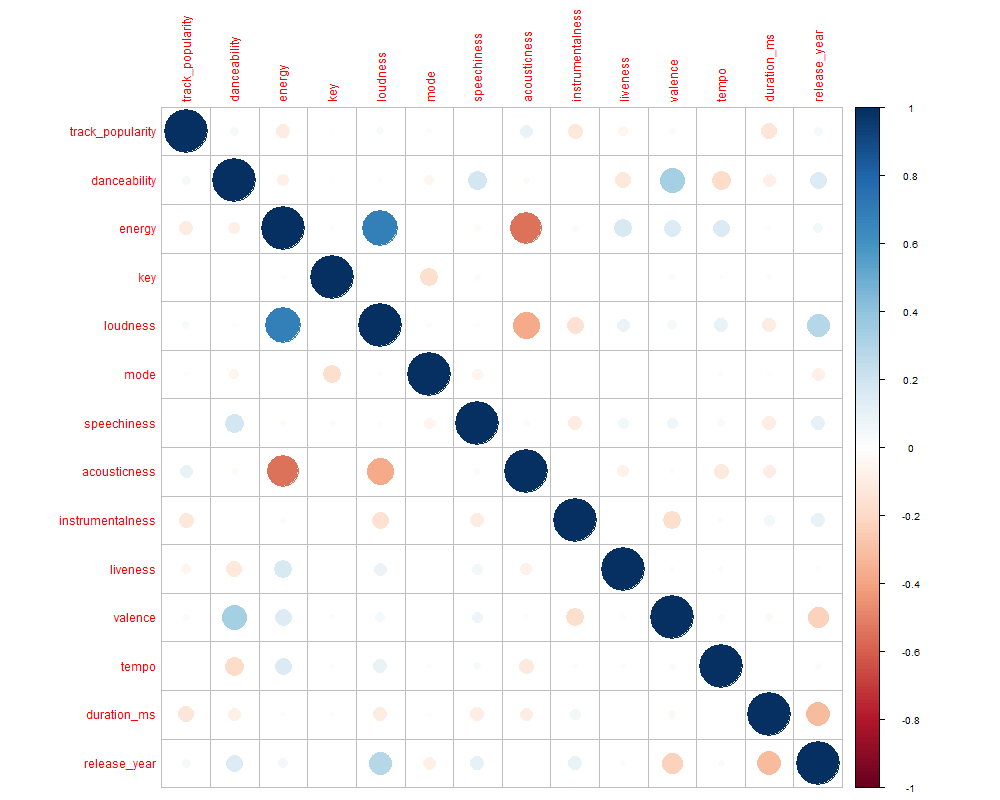 track_popularity
danceability
energy
key
loudness
mode
speechiness
acousticness
instrumentalness
liveness
valence
tempo
duration_ms
release_year
track_popularity
danceability
energy
key
loudness
mode
speechiness
acousticness
instrumentalness
liveness
valence
tempo
duration_ms
release_year
1
0.8
0.6
0.4
0.2
0
-0.2
-0.4
-0.6
-0.8
-1